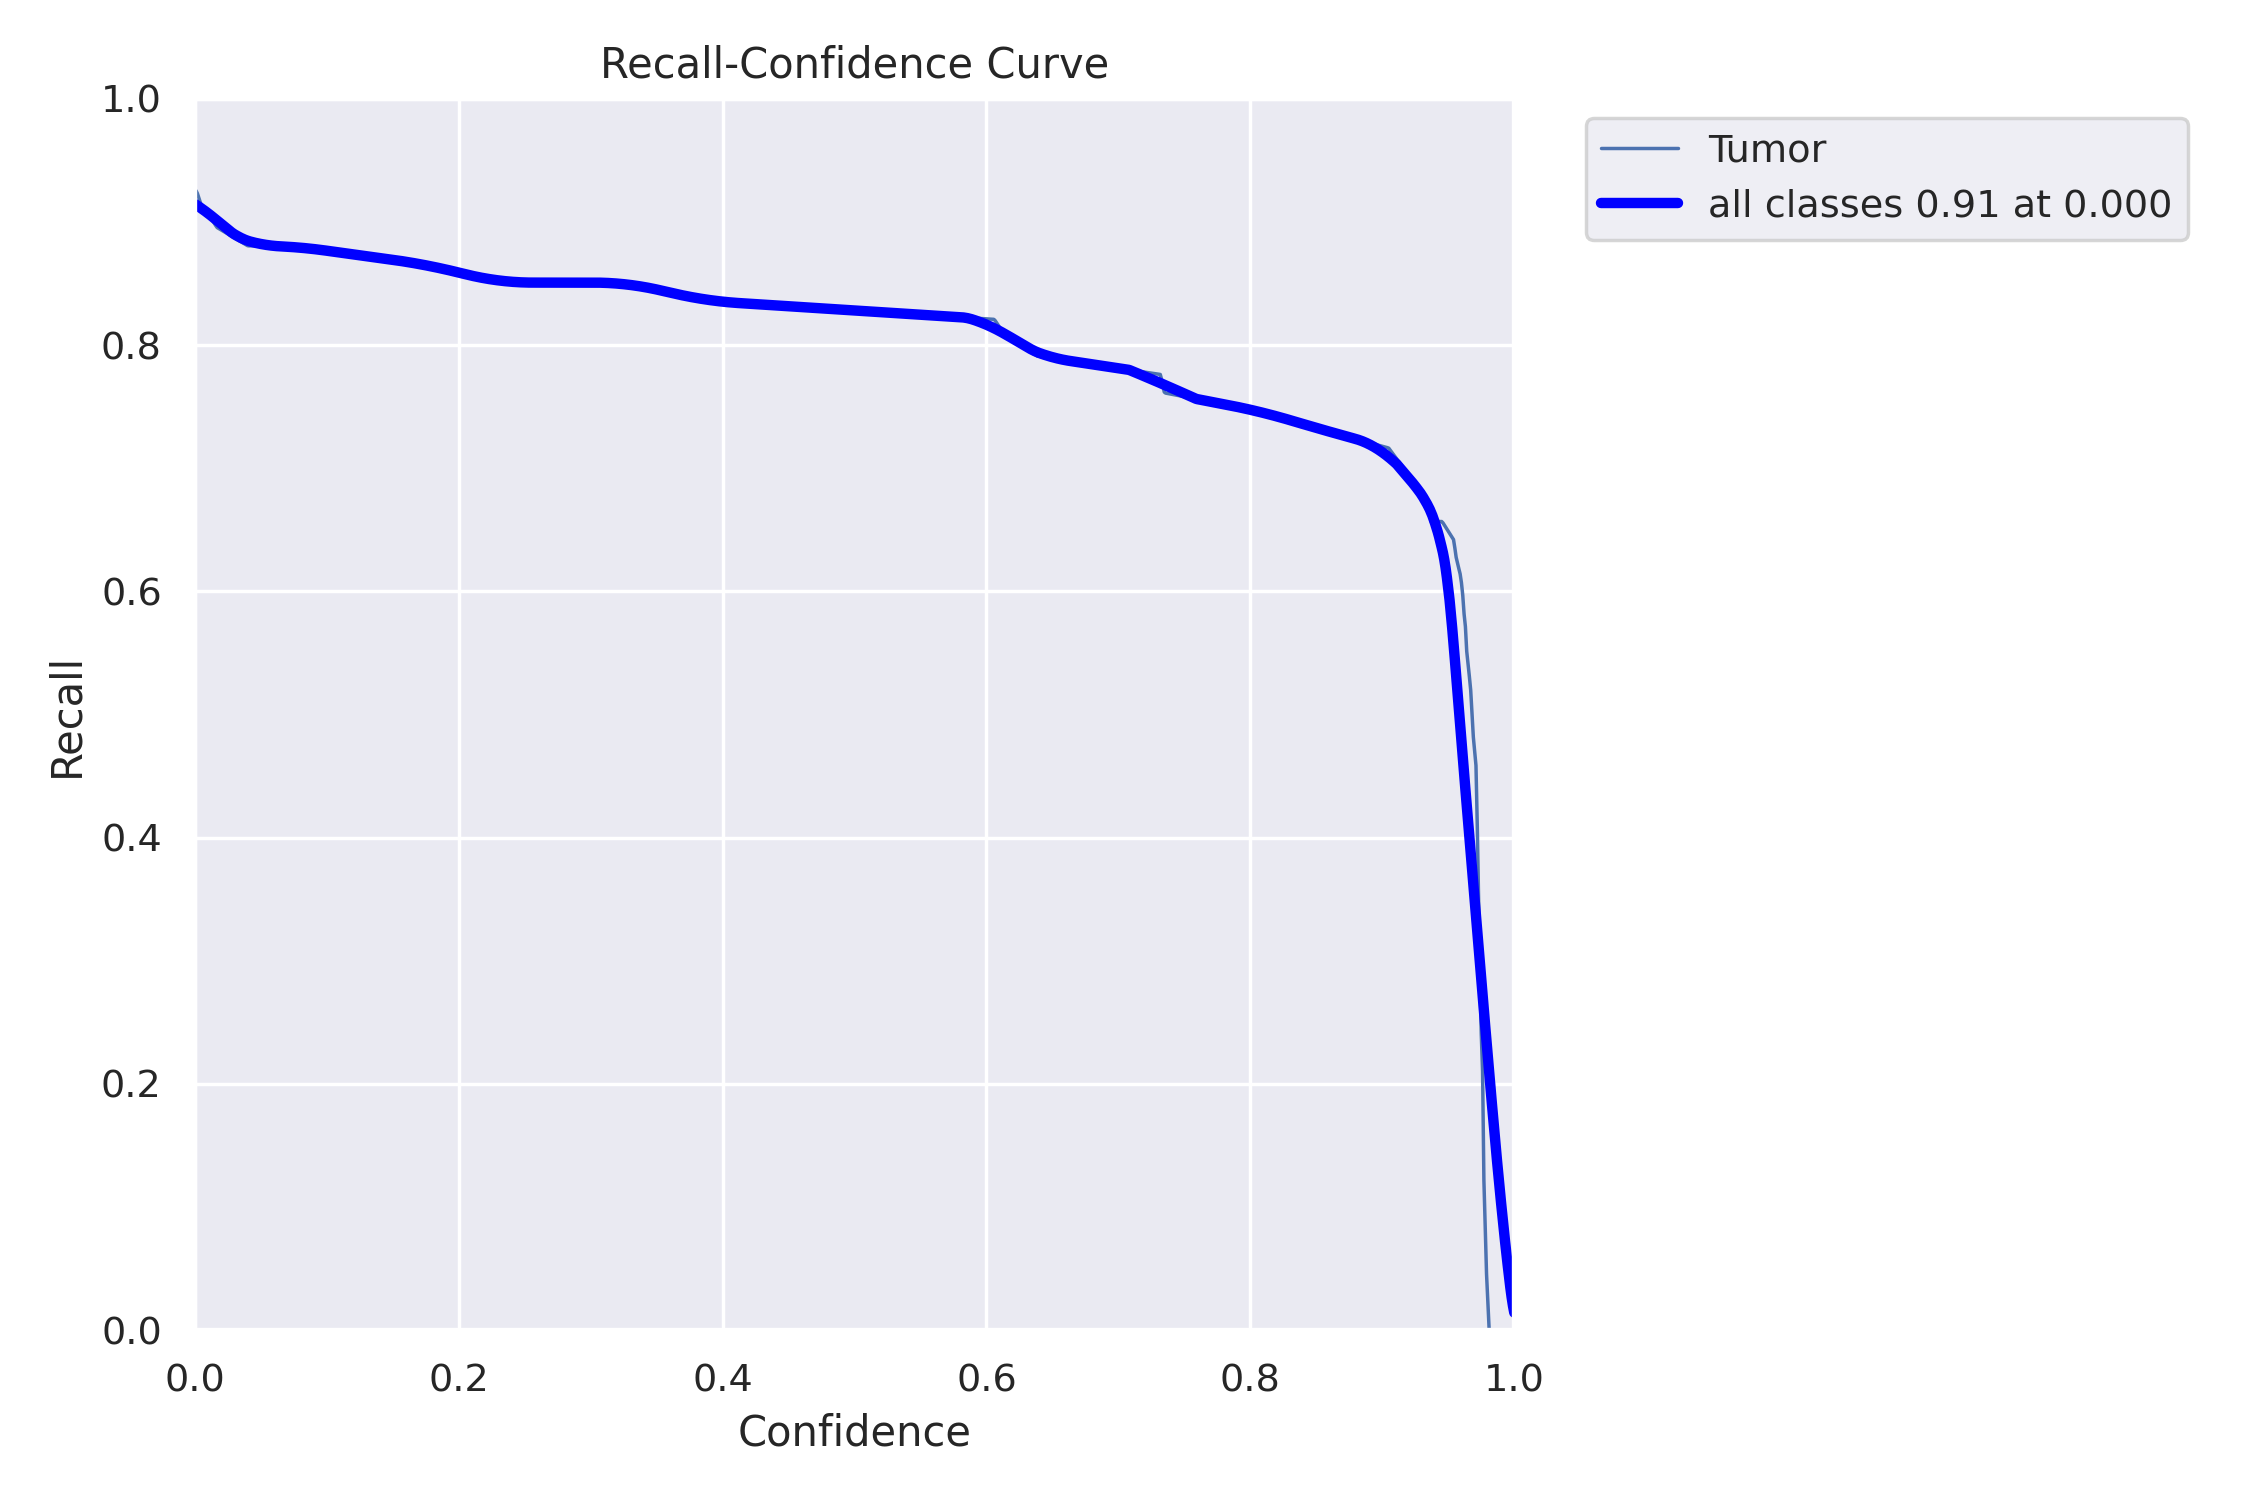 Recall-Confidence Curve
1.0
0.8
0.6
0.4
0.2
0.0
Recall
0.0 0.2 0.4 0.6 0.8 1.0
Confidence
Tumor
all classes 0.91 at 0.000